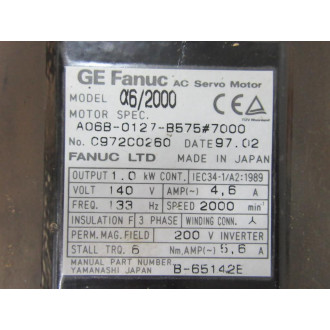 GE Fanuc AC Servo Motor
MODEL α6/2000
MOTOR SPEC.
A06B-0127-B575#7000
No. C972C0260 DATE 97.02
FANUC LTD MADE IN JAPAN
OUTPUT 1.0 kW CONT. IEC34-1/A2:1989
VOLT 140 V AMP(~) 4,6 A
FREQ. 133 Hz SPEED 2000 min⁻¹
INSULATION F 3 PHASE WINDING CONN. 人
PERM. MAG. FIELD 200 V INVERTER
STALL TRQ. 6 Nm, AMP(~) 5,6 A
MANUAL PART NUMBER
YAMANASHI JAPAN B-65142E